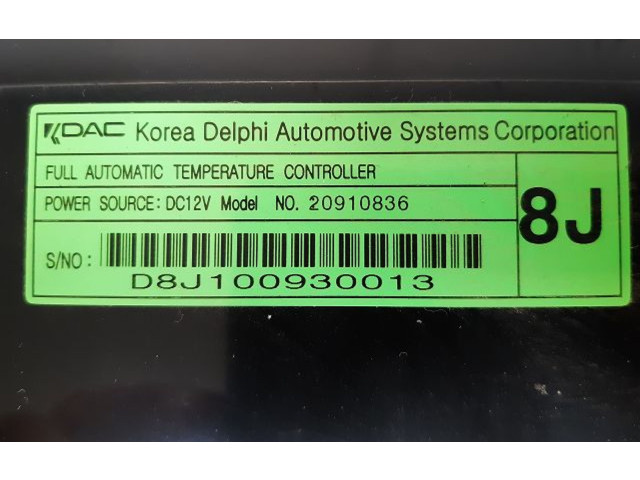 KDAC Korea Delphi Automotive Systems Corporation
FULL AUTOMATIC TEMPERATURE CONTROLLER
POWER SOURCE: DC12V Model NO. 20910836
8J
S/NO :
D8J100930013